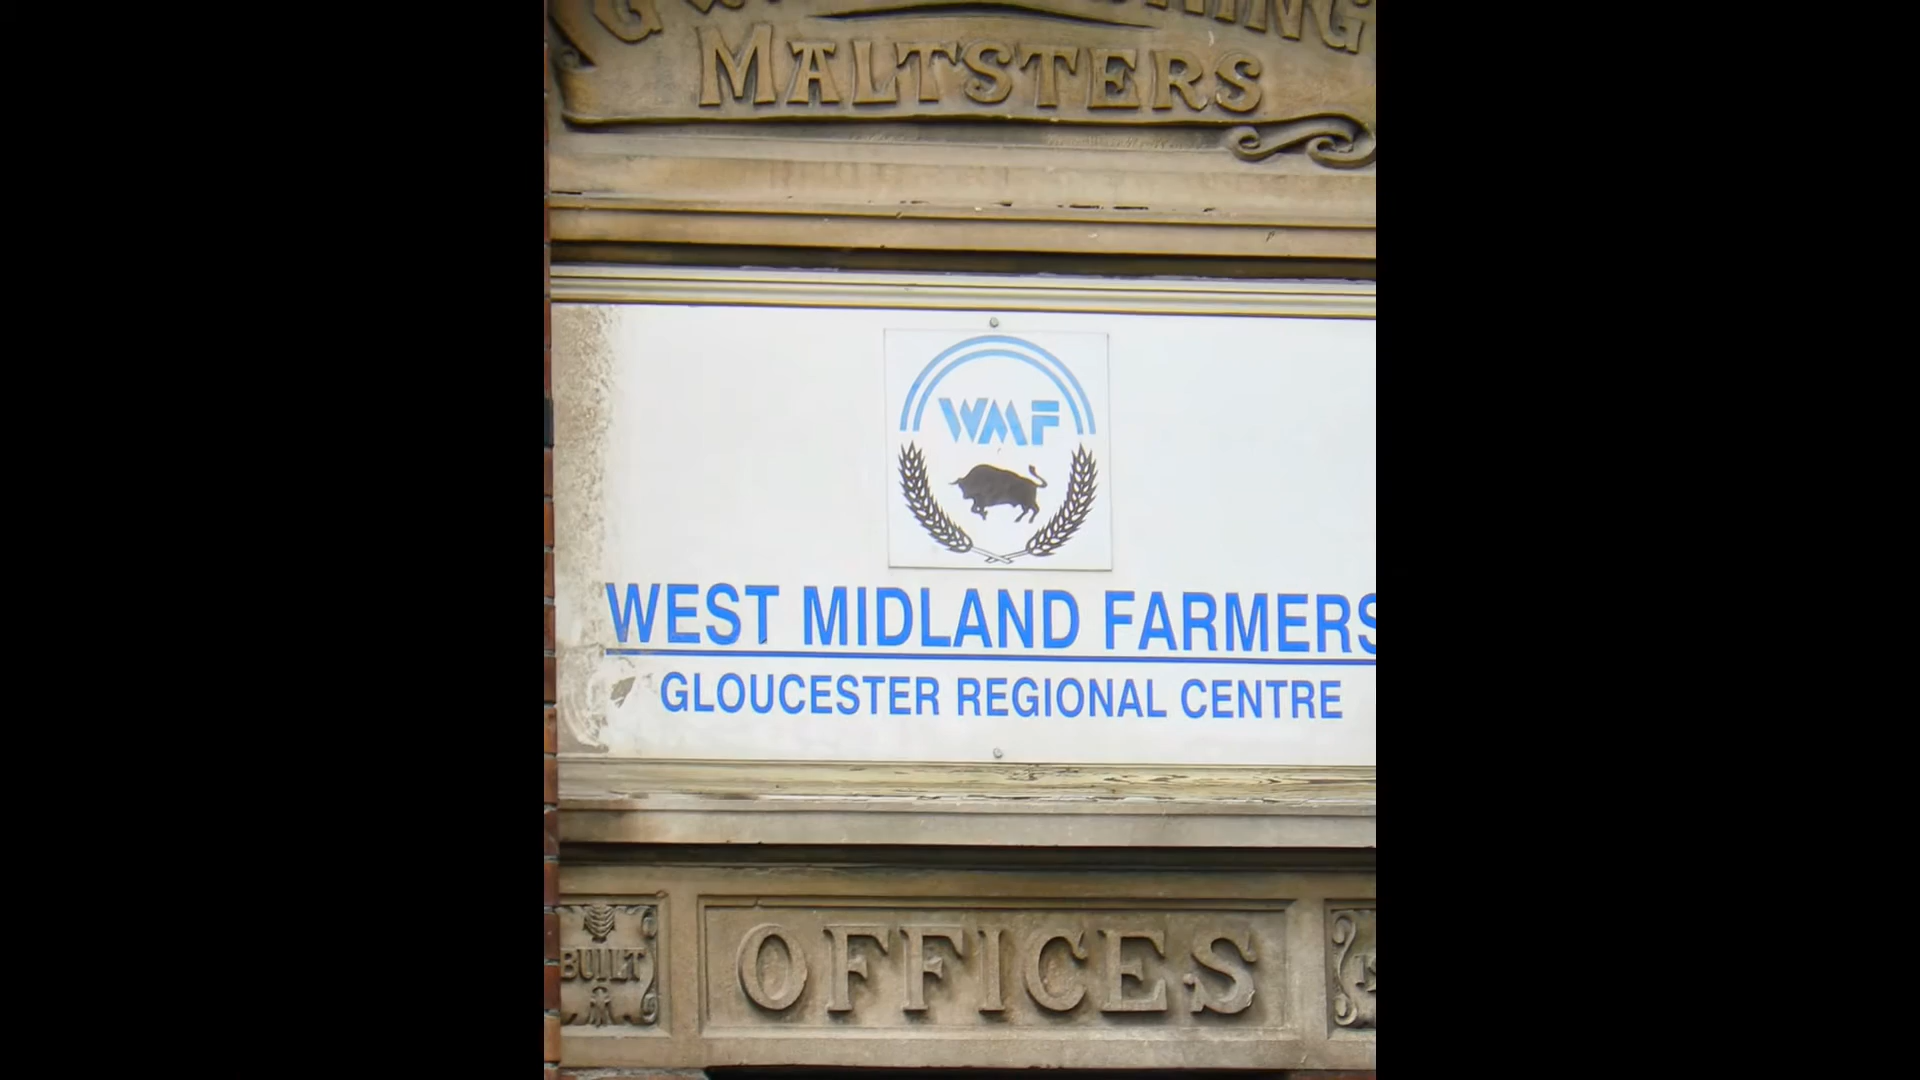 MALTSTERS
WMF
WEST MIDLAND FARMERS
GLOUCESTER REGIONAL CENTRE
BUILT
OFFICES